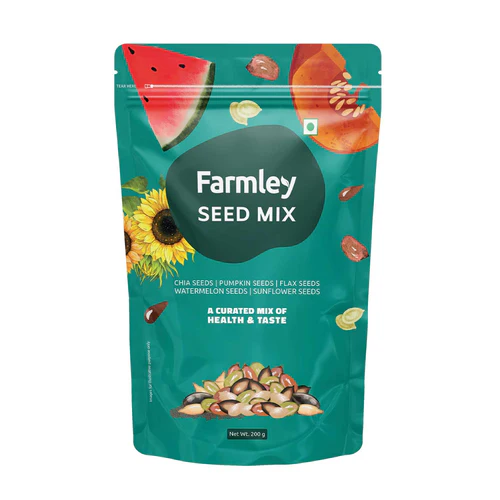 Farmley
SEED MIX
CHIA SEEDS | PUMPKIN SEEDS | FLAX SEEDS
WATERMELON SEEDS | SUNFLOWER SEEDS
A CURATED MIX OF
HEALTH & TASTE
Net Wt. 200 g